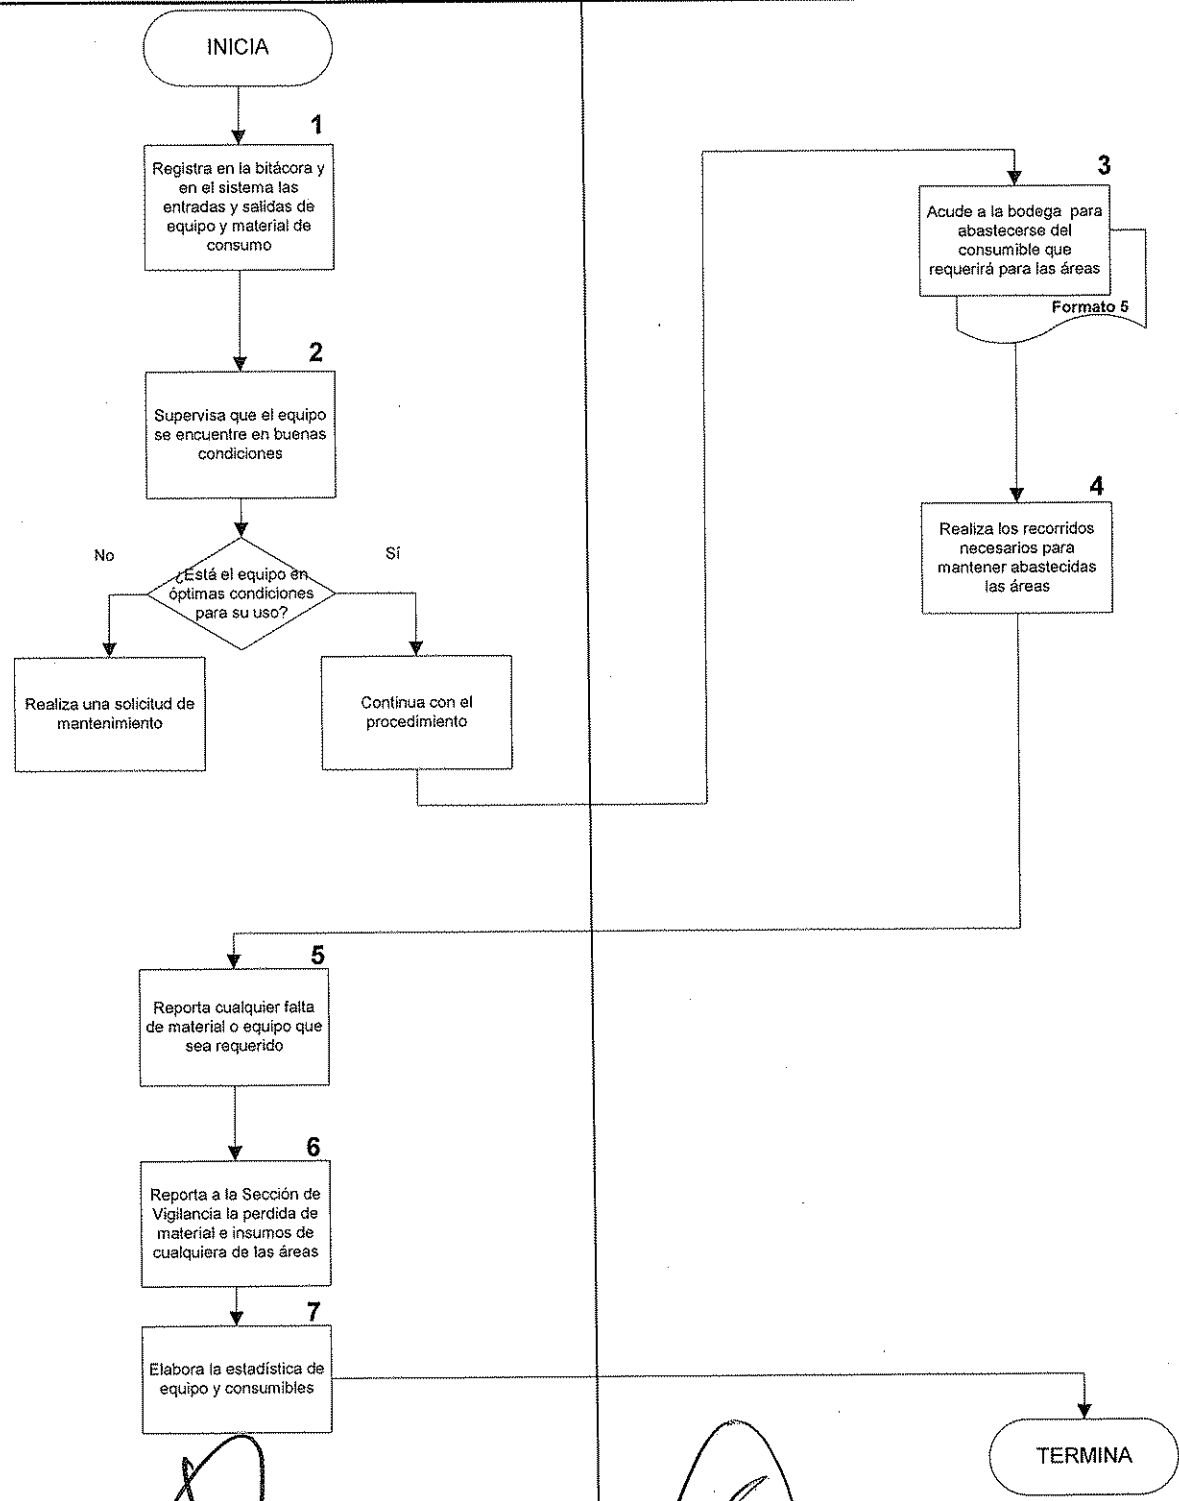 INICIA
1
Registra en la bitácora y
en el sistema las
entradas y salidas de
equipo y material de
consumo
2
Supervisa que el equipo
se encuentre en buenas
condiciones
No
Sí
¿Está el equipo en
óptimas condiciones
para su uso?
Realiza una solicitud de
mantenimiento
Continua con el
procedimiento
3
Acude a la bodega para
abastecerse del
consumible que
requerirá para las áreas
Formato 5
4
Realiza los recorridos
necesarios para
mantener abastecidas
las áreas
5
Reporta cualquier falta
de material o equipo que
sea requerido
6
Reporta a la Sección de
Vigilancia la perdida de
material e insumos de
cualquiera de las áreas
7
Elabora la estadística de
equipo y consumibles
TERMINA